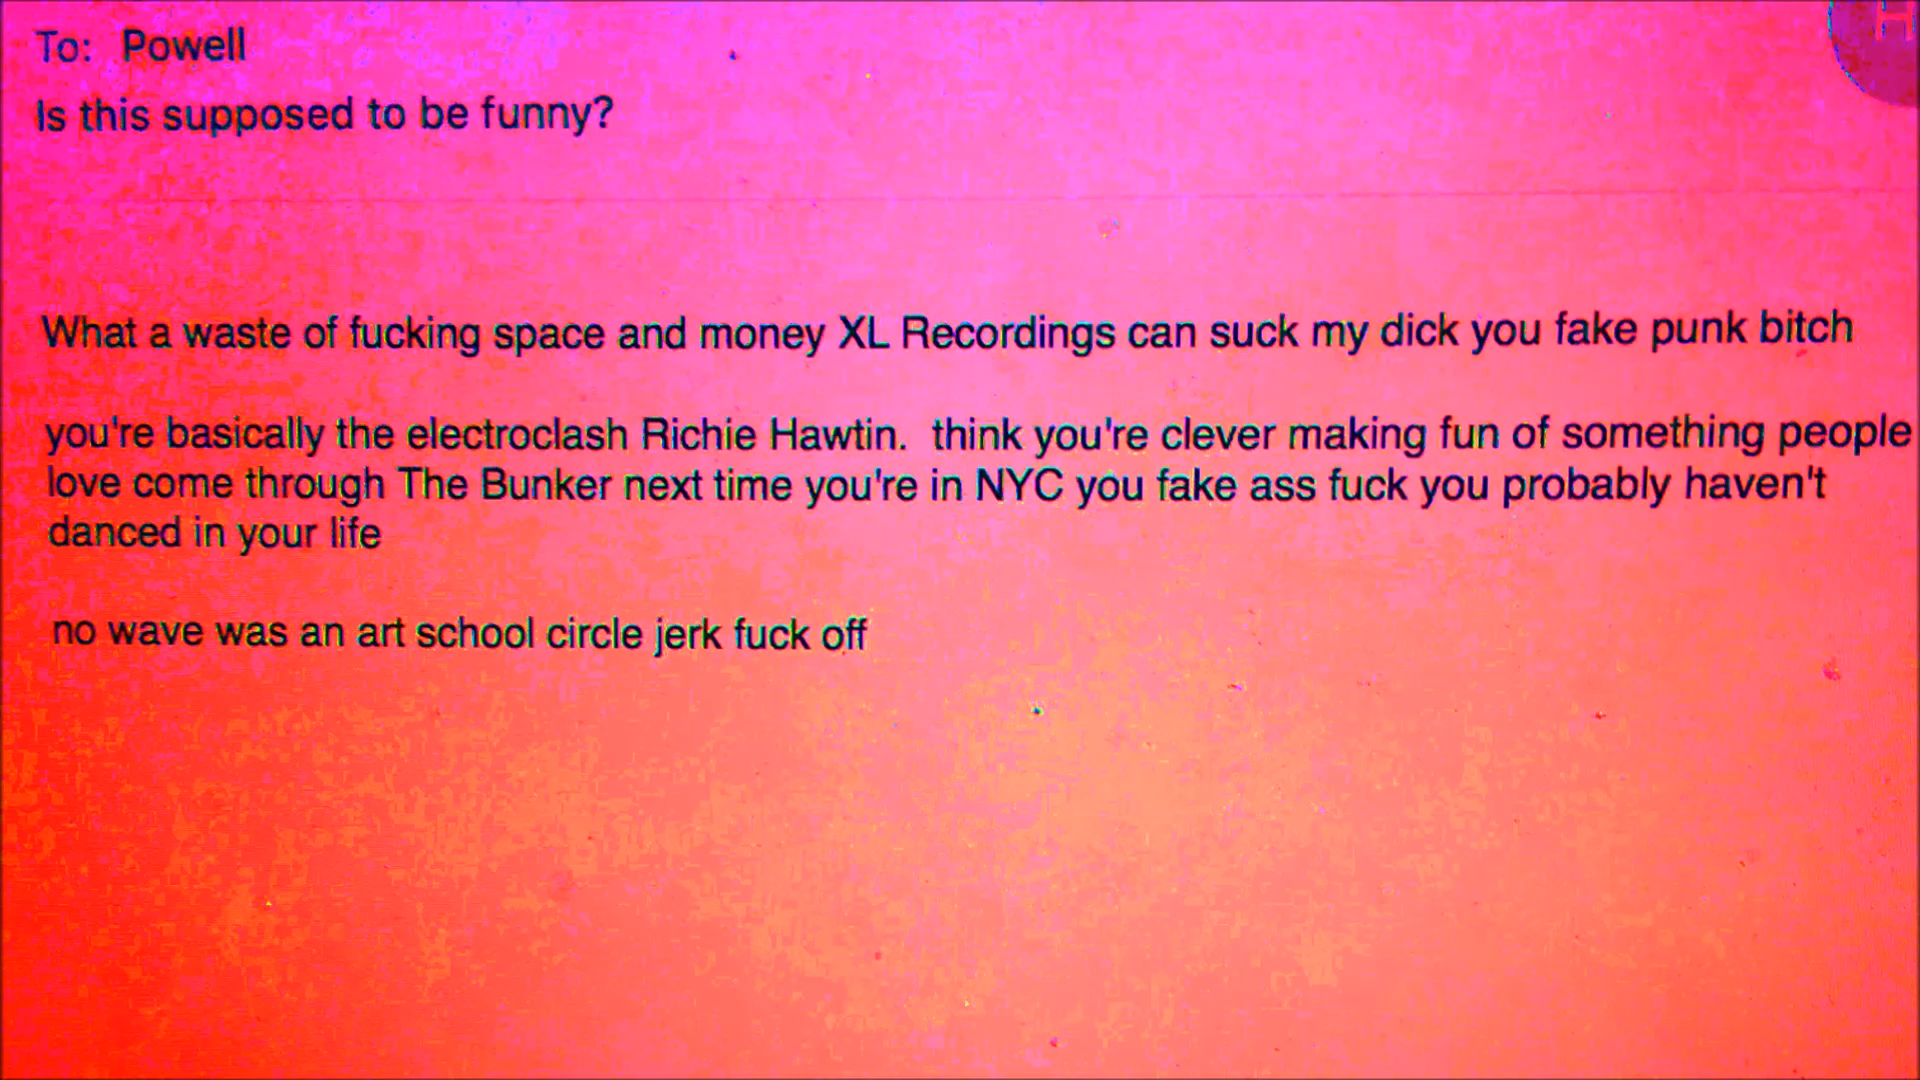 To: Powell
Is this supposed to be funny?
What a waste of fucking space and money XL Recordings can suck my dick you fake punk bitch
you're basically the electroclash Richie Hawtin.  think you're clever making fun of something people
love come through The Bunker next time you're in NYC you fake ass fuck you probably haven't
danced in your life
no wave was an art school circle jerk fuck off